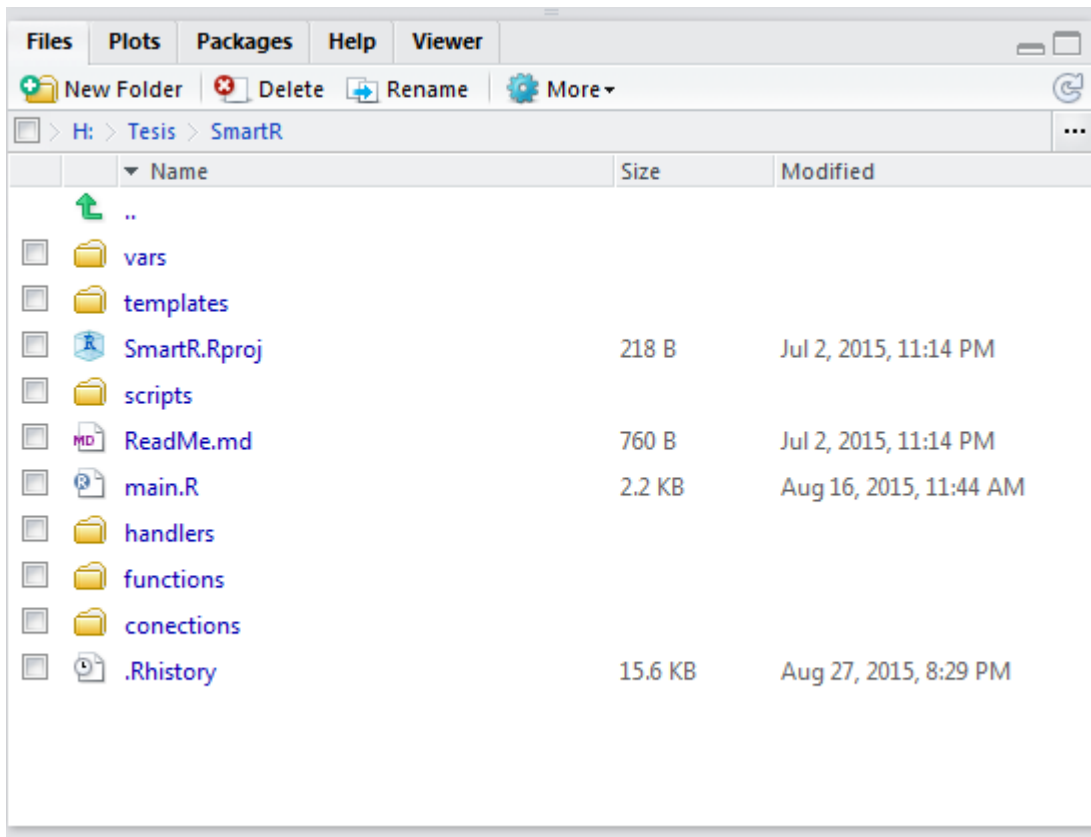 Files Plots Packages Help Viewer
New Folder Delete Rename More
H: Tesis SmartR ...
Name Size Modified
..
vars
templates
SmartR.Rproj 218 B Jul 2, 2015, 11:14 PM
scripts
MD ReadMe.md 760 B Jul 2, 2015, 11:14 PM
R main.R 2.2 KB Aug 16, 2015, 11:44 AM
handlers
functions
conections
.Rhistory 15.6 KB Aug 27, 2015, 8:29 PM